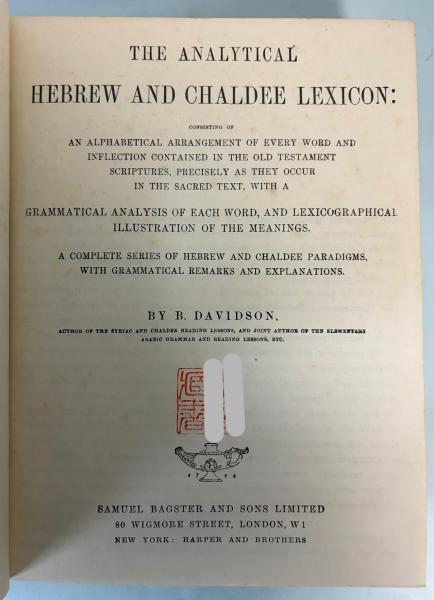 THE ANALYTICAL
HEBREW AND CHALDEE LEXICON:
CONSISTING OF
AN ALPHABETICAL ARRANGEMENT OF EVERY WORD AND
INFLECTION CONTAINED IN THE OLD TESTAMENT
SCRIPTURES, PRECISELY AS THEY OCCUR
IN THE SACRED TEXT, WITH A
GRAMMATICAL ANALYSIS OF EACH WORD, AND LEXICOGRAPHICAL
ILLUSTRATION OF THE MEANINGS.
A COMPLETE SERIES OF HEBREW AND CHALDEE PARADIGMS,
WITH GRAMMATICAL REMARKS AND EXPLANATIONS.
BY B. DAVIDSON,
AUTHOR OF THE SYRIAC AND CHALDEE READING LESSONS, AND JOINT AUTHOR OF THE ELEMENTARY
ARABIC GRAMMAR AND READING LESSONS, ETC.
1794
SAMUEL BAGSTER AND SONS LIMITED
80 WIGMORE STREET, LONDON, W1
NEW YORK: HARPER AND BROTHERS